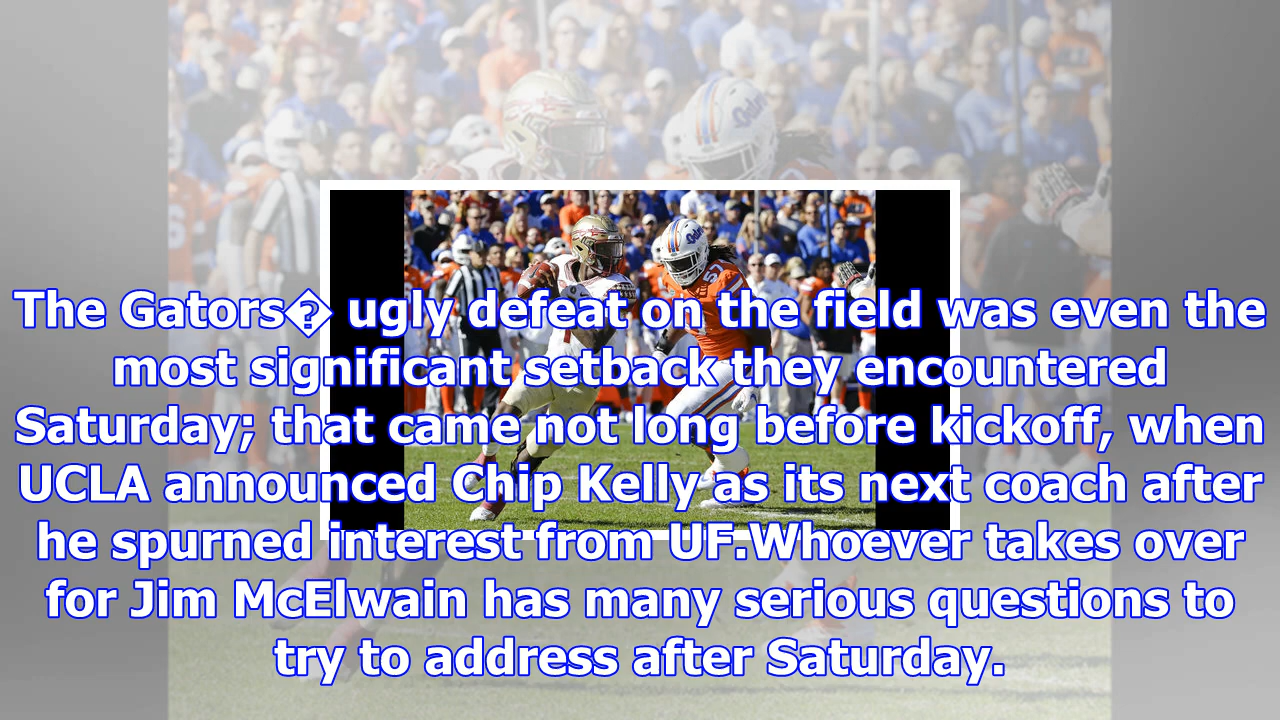 The Gators� ugly defeat on the field was even the
most significant setback they encountered
Saturday; that came not long before kickoff, when
UCLA announced Chip Kelly as its next coach after
he spurned interest from UF.Whoever takes over
for Jim McElwain has many serious questions to
try to address after Saturday.